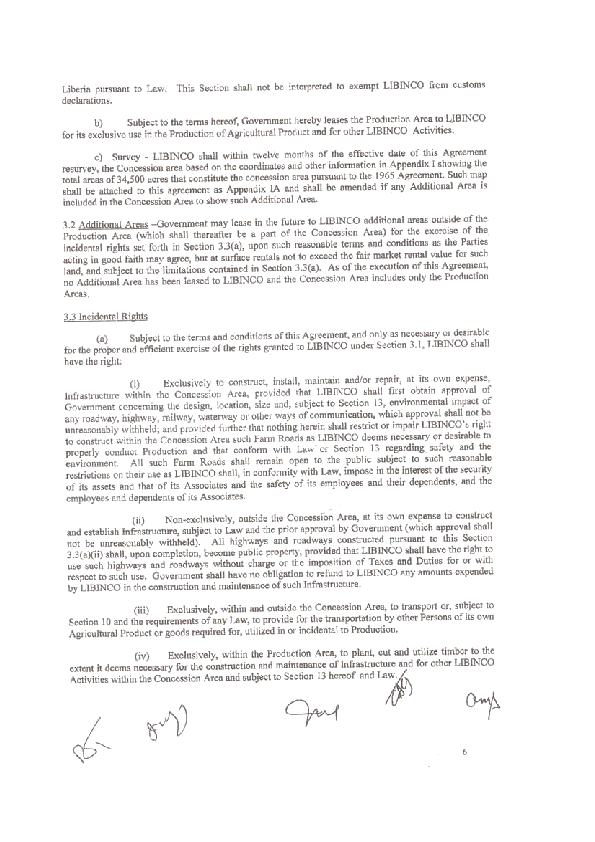 Liberia pursuant to Law. This Section shall not be interpreted to exempt LIBINCO from customs
declarations.
b) Subject to the terms hereof, Government hereby leases the Production Area to LIBINCO
for its exclusive use in the Production of Agricultural Product and for other LIBINCO Activities.
c) Survey - LIBINCO shall within twelve months of the effective date of this Agreement
resurvey, the Concession area based on the coordinates and other information in Appendix I showing the
total areas of 34,500 acres that constitute the concession area pursuant to the 1965 Agreement. Such map
shall be attached to this agreement as Appendix IA and shall be amended if any Additional Area is
included in the Concession Area to show such Additional Area.
3.2 Additional Areas –Government may lease in the future to LIBINCO additional areas outside of the
Production Area (which shall thereafter be a part of the Concession Area) for the exercise of the
incidental rights set forth in Section 3.3(a), upon such reasonable terms and conditions as the Parties
acting in good faith may agree, but at surface rentals not to exceed the fair market rental value for such
land, and subject to the limitations contained in Section 3.3(a). As of the execution of this Agreement,
no Additional Area has been leased to LIBINCO and the Concession Area includes only the Production
Areas.
3.3 Incidental Rights
(a) Subject to the terms and conditions of this Agreement, and only as necessary or desirable
for the proper and efficient exercise of the rights granted to LIBINCO under Section 3.1, LIBINCO shall
have the right:
(i) Exclusively to construct, install, maintain and/or repair, at its own expense,
Infrastructure within the Concession Area, provided that LIBINCO shall first obtain approval of
Government concerning the design, location, size and, subject to Section 13, environmental impact of
any roadway, highway, railway, waterway or other ways of communication, which approval shall not be
unreasonably withheld; and provided further that nothing herein shall restrict or impair LIBINCO's right
to construct within the Concession Area such Farm Roads as LIBINCO deems necessary or desirable to
properly conduct Production and that conform with Law or Section 13 regarding safety and the
environment. All such Farm Roads shall remain open to the public subject to such reasonable
restrictions on their use as LIBINCO shall, in conformity with Law, impose in the interest of the security
of its assets and that of its Associates and the safety of its employees and their dependents, and the
employees and dependents of its Associates.
(ii) Non-exclusively, outside the Concession Area, at its own expense to construct
and establish Infrastructure, subject to Law and the prior approval by Government (which approval shall
not be unreasonably withheld). All highways and roadways constructed pursuant to this Section
3.3(a)(ii) shall, upon completion, become public property, provided that LIBINCO shall have the right to
use such highways and roadways without charge or the imposition of Taxes and Duties for or with
respect to such use. Government shall have no obligation to refund to LIBINCO any amounts expended
by LIBINCO in the construction and maintenance of such Infrastructure.
(iii) Exclusively, within and outside the Concession Area, to transport or, subject to
Section 10 and the requirements of any Law, to provide for the transportation by other Persons of its own
Agricultural Product or goods required for, utilized in or incidental to Production.
(iv) Exclusively, within the Production Area, to plant, cut and utilize timber to the
extent it deems necessary for the construction and maintenance of Infrastructure and for other LIBINCO
Activities within the Concession Area and subject to Section 13 hereof and Law.
6